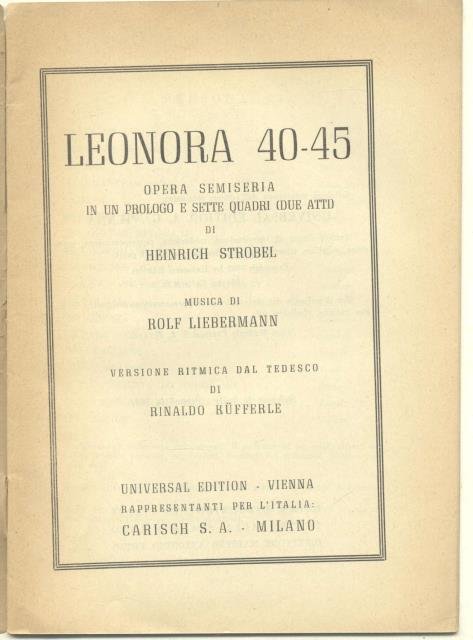 LEONORA 40-45
OPERA SEMISERIA
IN UN PROLOGO E SETTE QUADRI (DUE ATTI)
DI
HEINRICH STROBEL
MUSICA DI
ROLF LIEBERMANN
VERSIONE RITMICA DAL TEDESCO
DI
RINALDO KÜFFERLE
UNIVERSAL EDITION - VIENNA
RAPPRESENTANTI PER L'ITALIA:
CARISCH S. A. - MILANO